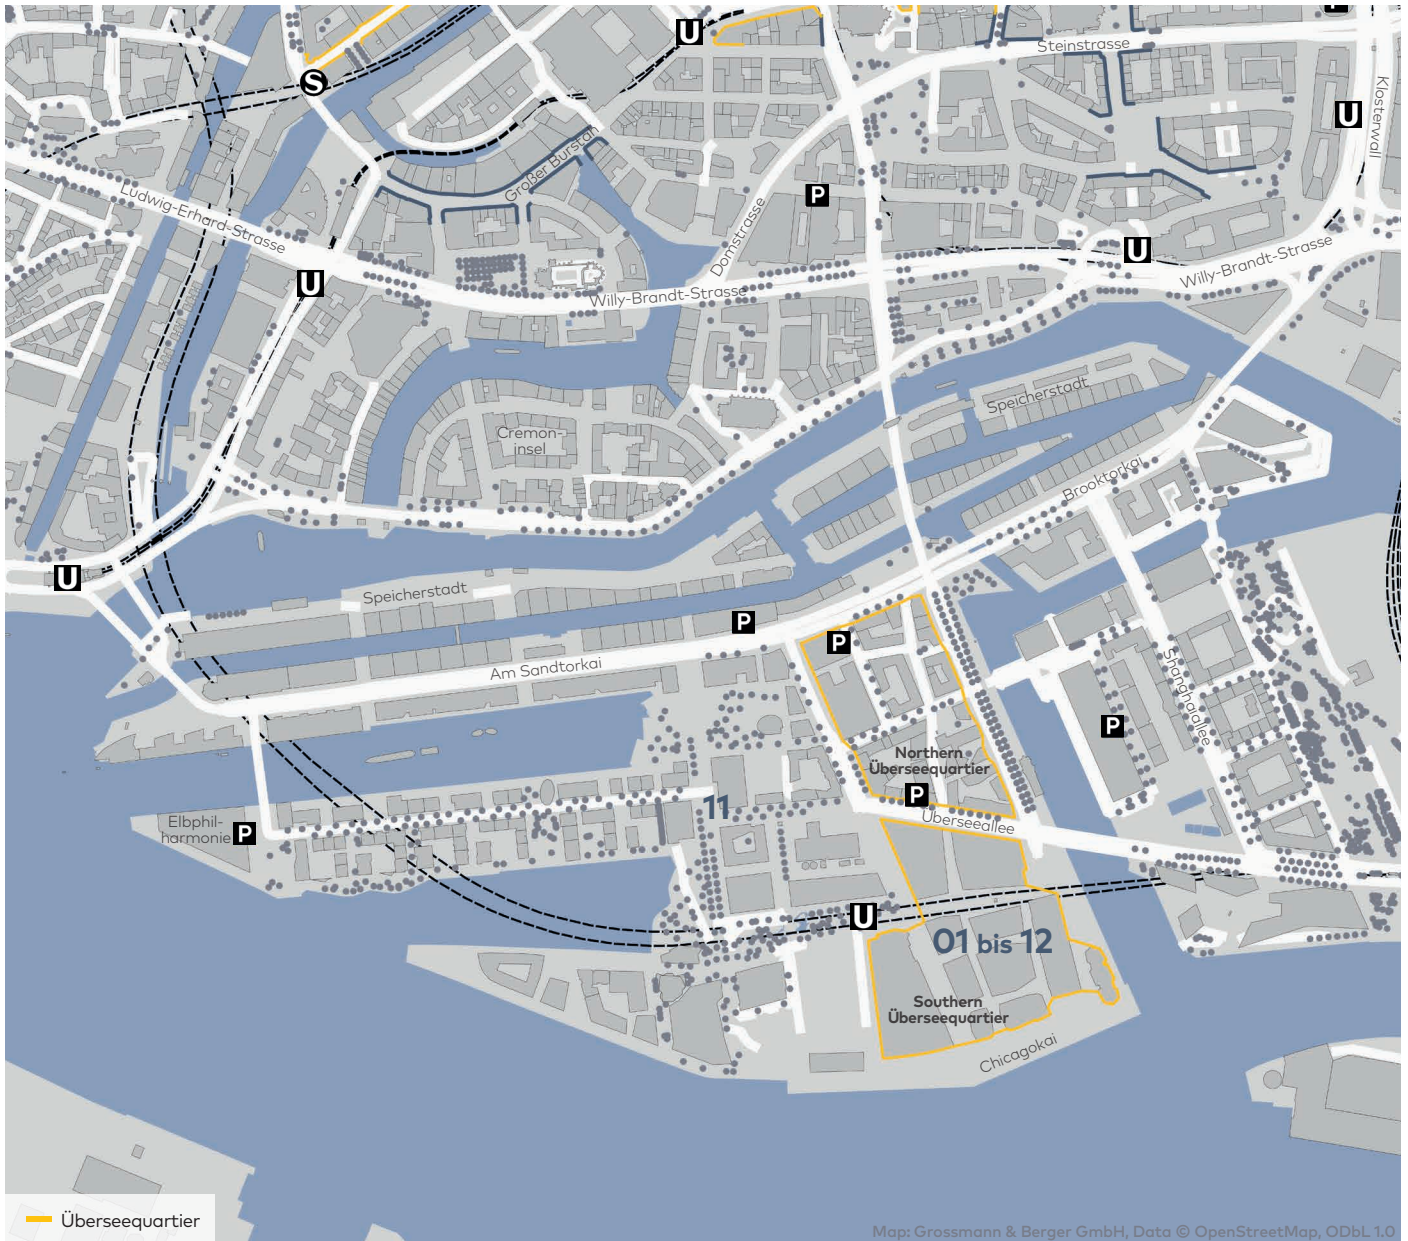 P
U
Steinstrasse
S
Klosterwall
U
Großer Burstah
Ludwig-Erhard-Strasse
P
Domstrasse
U
Willy-Brandt-Strasse
U
Willy-Brandt-Strasse
Speicherstadt
Cremon-
insel
Brooktorkai
U
Speicherstadt
P
P
Am Sandtorkai
Shanghaiallee
P
Northern
Überseequartier
P
11
Überseeallee
Elbphil-
harmonie P
U
01 bis 12
Southern
Überseequartier
Chicagokai
Überseequartier
Map: Grossmann & Berger GmbH, Data © OpenStreetMap, ODbL 1.0